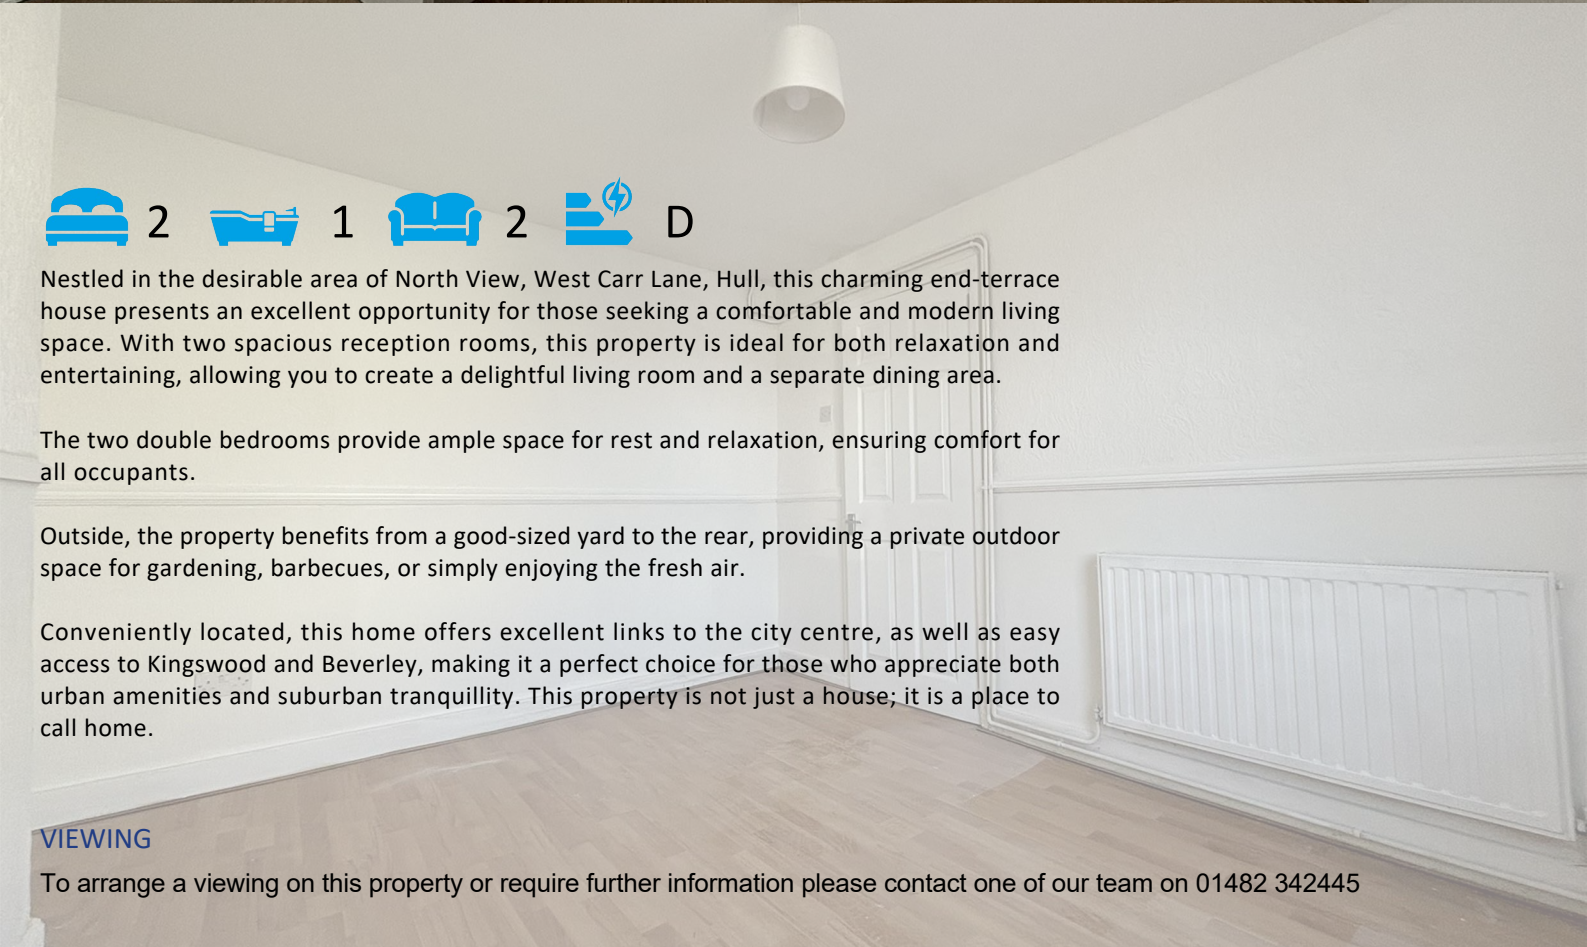 2 1 2 D
Nestled in the desirable area of North View, West Carr Lane, Hull, this charming end-terrace
house presents an excellent opportunity for those seeking a comfortable and modern living
space. With two spacious reception rooms, this property is ideal for both relaxation and
entertaining, allowing you to create a delightful living room and a separate dining area.
The two double bedrooms provide ample space for rest and relaxation, ensuring comfort for
all occupants.
Outside, the property benefits from a good-sized yard to the rear, providing a private outdoor
space for gardening, barbecues, or simply enjoying the fresh air.
Conveniently located, this home offers excellent links to the city centre, as well as easy
access to Kingswood and Beverley, making it a perfect choice for those who appreciate both
urban amenities and suburban tranquillity. This property is not just a house; it is a place to
call home.
VIEWING
To arrange a viewing on this property or require further information please contact one of our team on 01482 342445